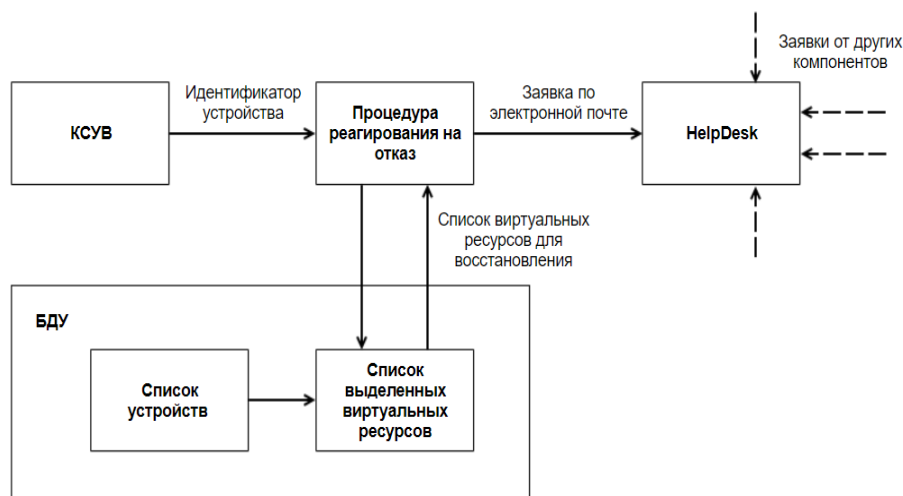 Заявки от других
компонентов
Идентификатор
устройства
Заявка по
электронной почте
КСУВ
Процедура
реагирования на
отказ
HelpDesk
Список виртуальных
ресурсов для
восстановления
БДУ
Список
устройств
Список
выделенных
виртуальных
ресурсов